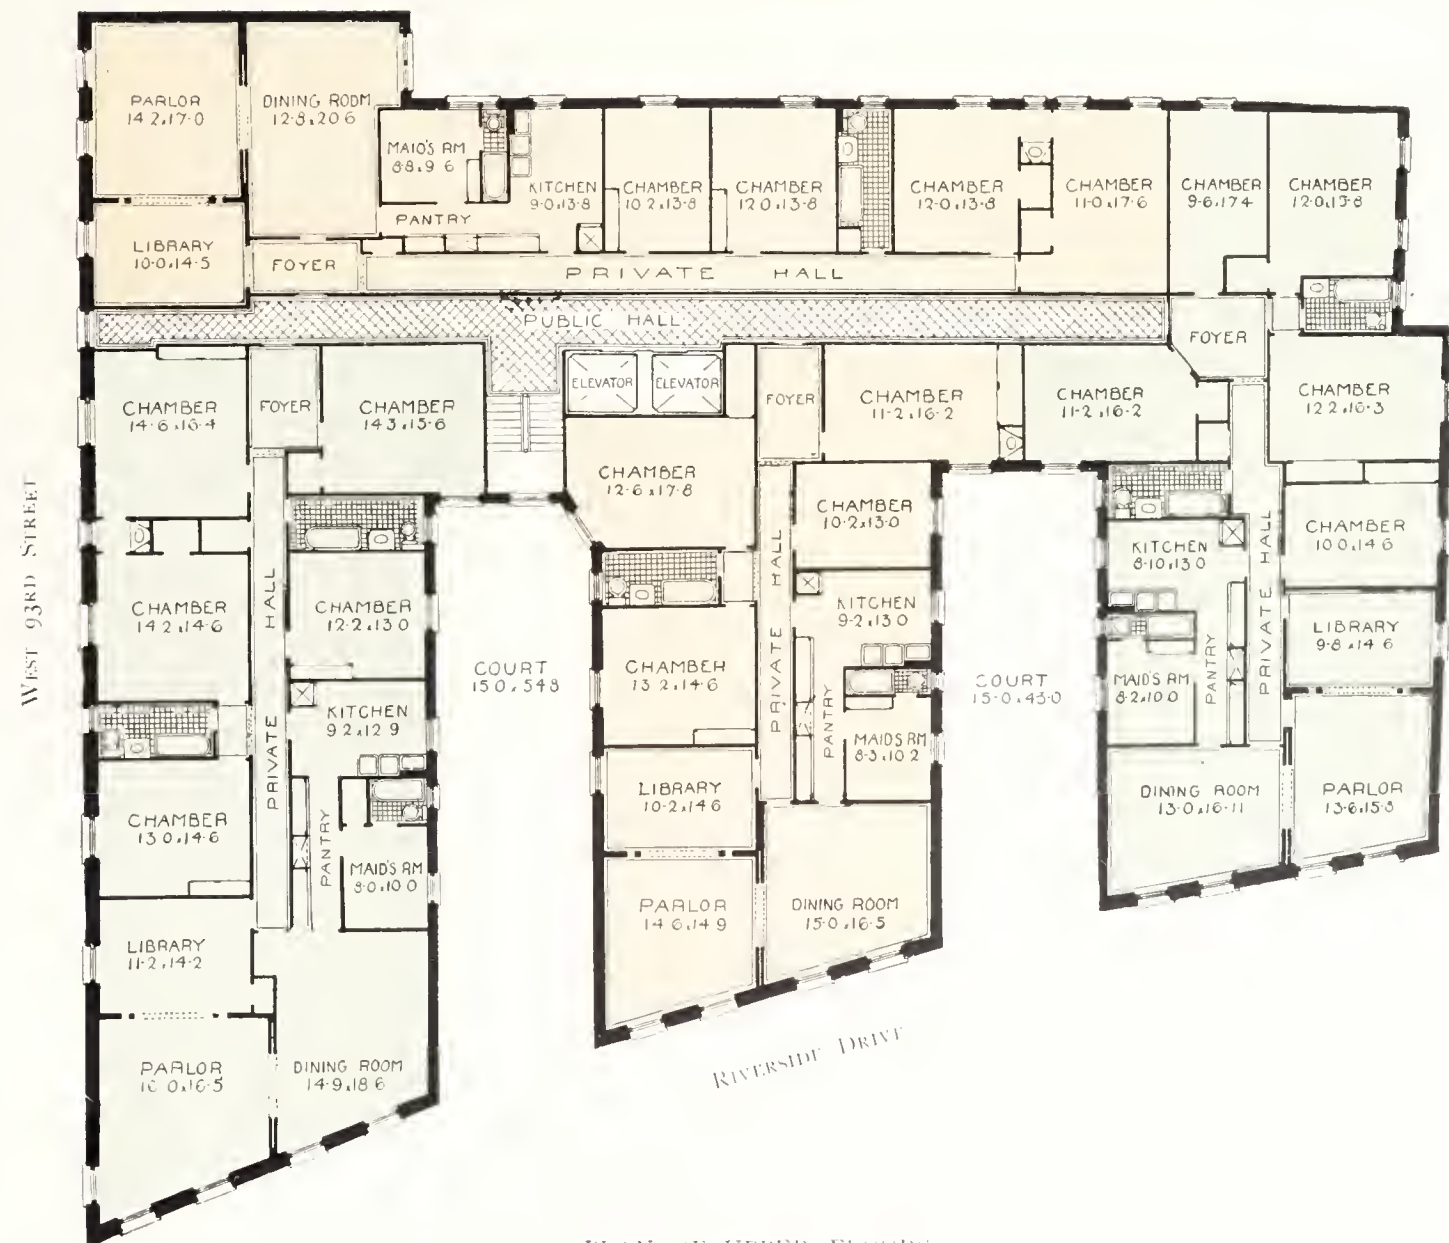 PARLOR
14 2.17-0
DINING ROOM
12-8.20 6
MAID'S RM
8-8.9 6
KITCHEN
9-0.13-8
CHAMBER
10 2.13-8
CHAMBER
12 0.13-8
CHAMBER
12-0.13-8
CHAMBER
11-0.17-6
CHAMBER
9-6.17 4
CHAMBER
12-0.13-8
PANTRY
LIBRARY
10-0.14-5
FOYER
PRIVATE HALL
PUBLIC HALL
FOYER
CHAMBER
14-6.16-4
FOYER
CHAMBER
14 3.15-6
ELEVATOR
ELEVATOR
FOYER
CHAMBER
11-2.16-2
CHAMBER
11-2.16-2
CHAMBER
12 2.16-3
CHAMBER
12-6.17-8
CHAMBER
10-2.13-0
CHAMBER
10 0.14 6
KITCHEN
8-10.13 0
WEST 93RD STREET
PRIVATE HALL
CHAMBER
14 2.14-6
CHAMBER
12-2.13 0
COURT
15 0.54 8
CHAMBER
13 2.14-6
PRIVATE HALL
KITCHEN
9-2.13 0
COURT
15-0.43-0
MAID'S RM
8-2.10 0
PANTRY
PRIVATE HALL
LIBRARY
9-8.14 6
KITCHEN
9 2.12 9
PANTRY
MAIDS RM
8-3.10 2
LIBRARY
10-2.14 6
DINING ROOM
13-0.16-11
PARLOR
13-6.15-8
CHAMBER
13 0.14-6
PANTRY
MAID'S RM
8-0.10 0
PARLOR
14 6.14 9
DINING ROOM
15-0.16-5
LIBRARY
11-2.14-2
PARLOR
16 0.16-5
DINING ROOM
14-9.18 6
RIVERSIDE DRIVE